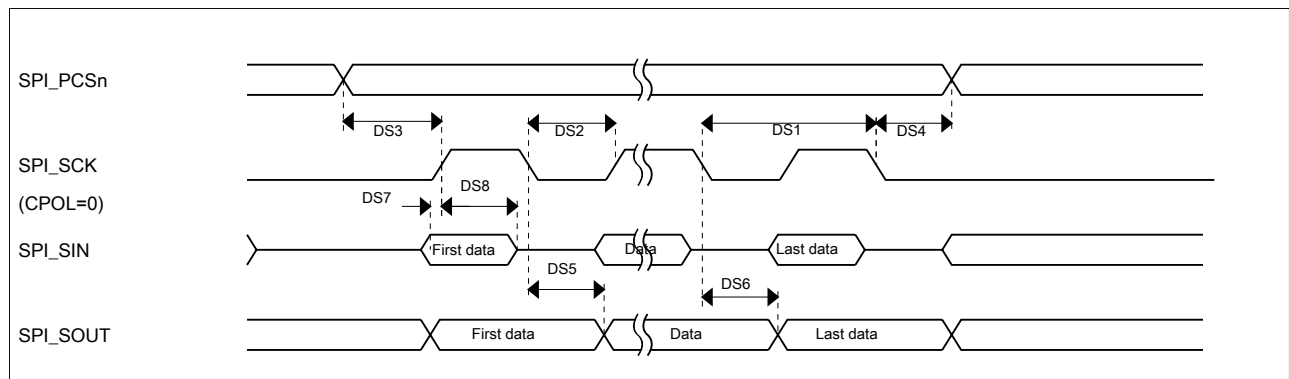 SPI_PCSn
DS3
DS2
DS1
DS4
SPI_SCK
(CPOL=0)
DS7
DS8
SPI_SIN
First data
Data
Last data
DS5
DS6
SPI_SOUT
First data
Data
Last data